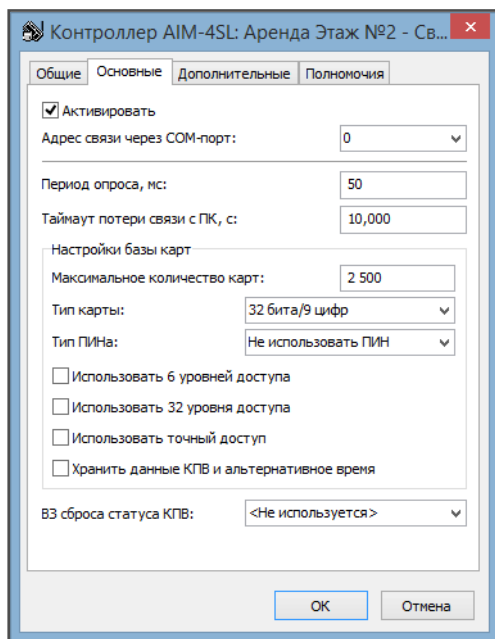 Контроллер AIM-4SL: Аренда Этаж №2 - Св...
Общие Основные Дополнительные Полномочия
Активировать
Адрес связи через COM-порт: 0
Период опроса, мс: 50
Таймаут потери связи с ПК, с: 10,000
Настройки базы карт
Максимальное количество карт: 2 500
Тип карты: 32 бита/9 цифр
Тип ПИНа: Не использовать ПИН
Использовать 6 уровней доступа
Использовать 32 уровня доступа
Использовать точный доступ
Хранить данные КПВ и альтернативное время
ВЗ сброса статуса КПВ: <Не используется>
ОК Отмена